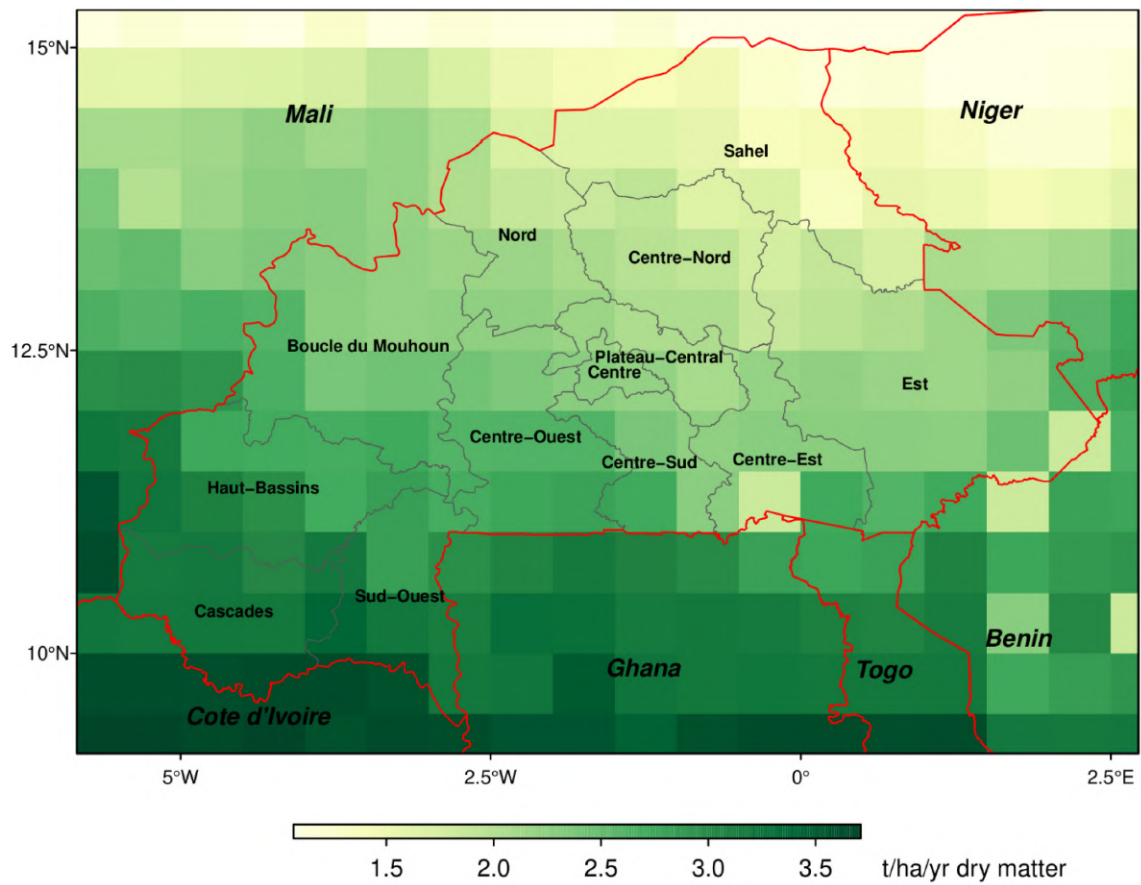 15°N
Mali
Niger
Sahel
Nord
Centre−Nord
12.5°N
Boucle du Mouhoun
Plateau−Central
Centre
Est
Centre−Ouest
Centre−Sud
Centre−Est
Haut−Bassins
Cascades
Sud−Ouest
10°N
Ghana
Togo
Benin
Cote d'Ivoire
5°W
2.5°W
0°
2.5°E
1.5
2.0
2.5
3.0
3.5
t/ha/yr dry matter